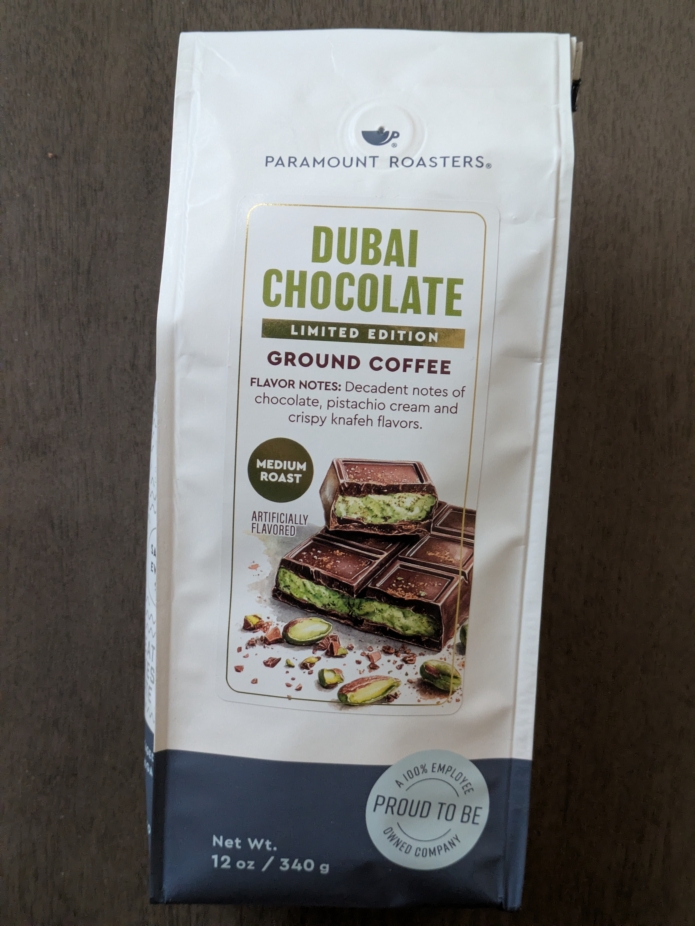 PARAMOUNT ROASTERS®
DUBAI
CHOCOLATE
LIMITED EDITION
GROUND COFFEE
FLAVOR NOTES: Decadent notes of
chocolate, pistachio cream and
crispy knafeh flavors.
MEDIUM
ROAST
ARTIFICIALLY
FLAVORED
A 100% EMPLOYEE
PROUD TO BE
OWNED COMPANY
Net Wt.
12 oz / 340 g